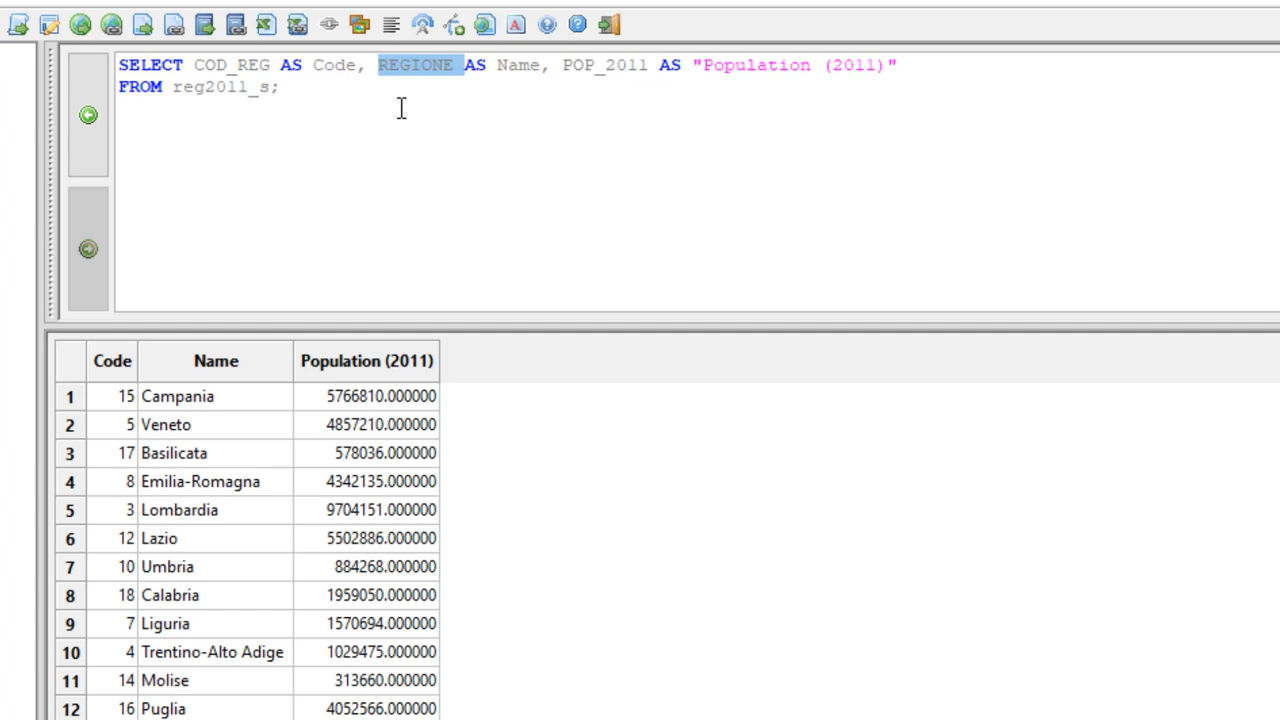 SELECT COD_REG AS Code, REGIONE AS Name, POP_2011 AS "Population (2011)"
FROM reg2011_s;
Code Name Population (2011)
1 15 Campania 5766810.000000
2 5 Veneto 4857210.000000
3 17 Basilicata 578036.000000
4 8 Emilia-Romagna 4342135.000000
5 3 Lombardia 9704151.000000
6 12 Lazio 5502886.000000
7 10 Umbria 884268.000000
8 18 Calabria 1959050.000000
9 7 Liguria 1570694.000000
10 4 Trentino-Alto Adige 1029475.000000
11 14 Molise 313660.000000
12 16 Puglia 4052566.000000